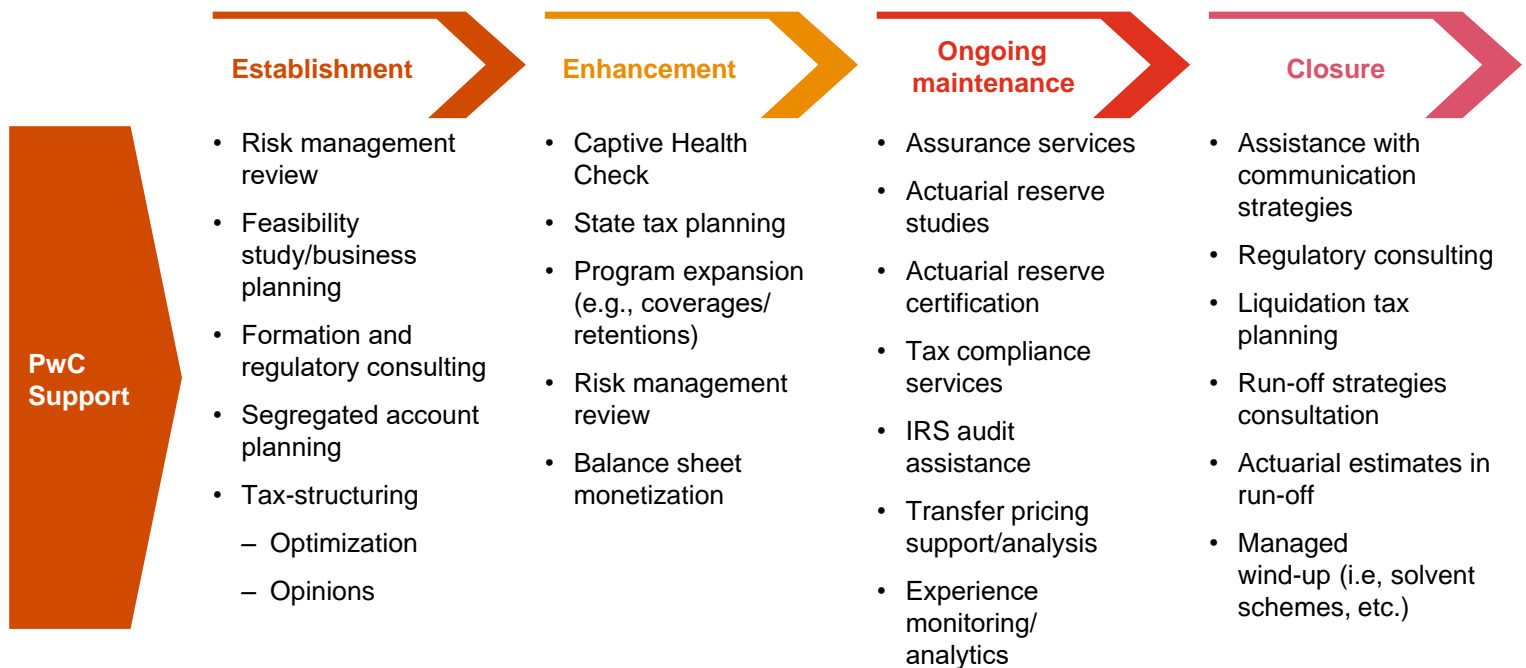 Establishment
Enhancement
Ongoing
maintenance
Closure
PwC
Support
• Risk management
review
• Feasibility
study/business
planning
• Formation and
regulatory consulting
• Segregated account
planning
• Tax-structuring
– Optimization
– Opinions
• Captive Health
Check
• State tax planning
• Program expansion
(e.g., coverages/
retentions)
• Risk management
review
• Balance sheet
monetization
• Assurance services
• Actuarial reserve
studies
• Actuarial reserve
certification
• Tax compliance
services
• IRS audit
assistance
• Transfer pricing
support/analysis
• Experience
monitoring/
analytics
• Assistance with
communication
strategies
• Regulatory consulting
• Liquidation tax
planning
• Run-off strategies
consultation
• Actuarial estimates in
run-off
• Managed
wind-up (i.e, solvent
schemes, etc.)